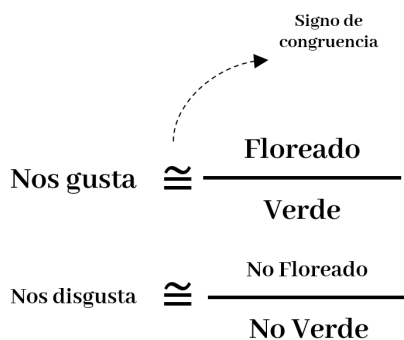 Signo de
congruencia
Floreado
Nos gusta ≅
Verde
No Floreado
Nos disgusta ≅
No Verde